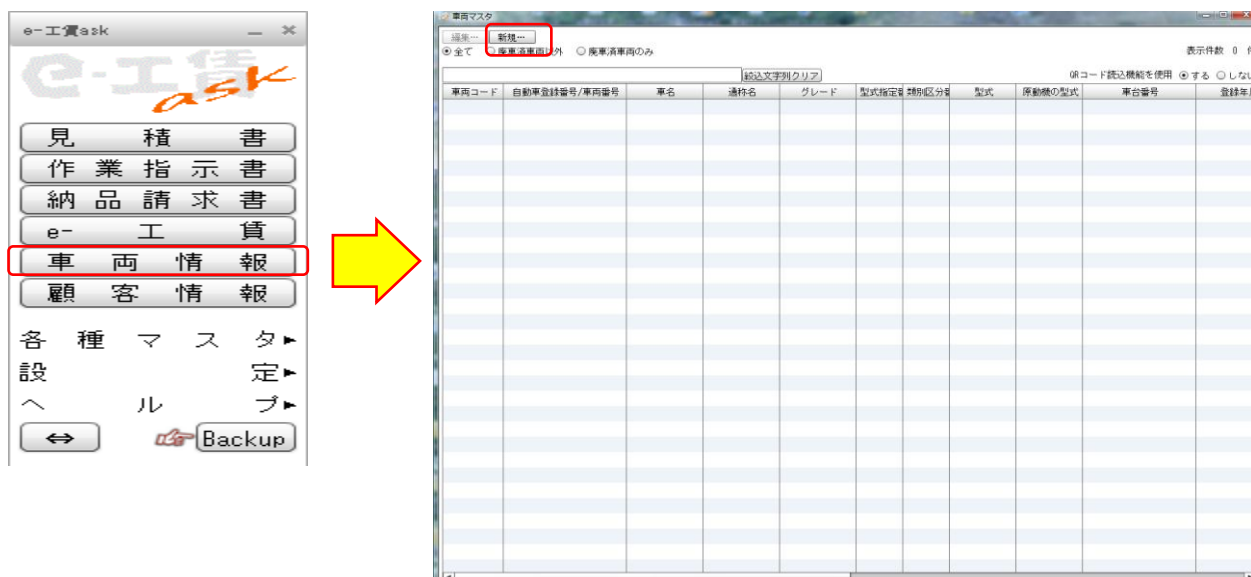 e-工賃ask
e-工賃
ask
見積書
作業指示書
納品請求書
e-工賃
車両情報
顧客情報
各種マスタ►
設定►
ヘルプ►
⇔ Backup
車両マスタ
編集… 新規…
全て 廃車済車両以外 廃車済車両のみ 表示件数 0 件
絞込文字列クリア QRコード読込機能を使用 する しない
車両コード 自動車登録番号/車両番号 車名 通称名 グレード 型式指定番 類別区分番 型式 原動機の型式 車台番号 登録年月